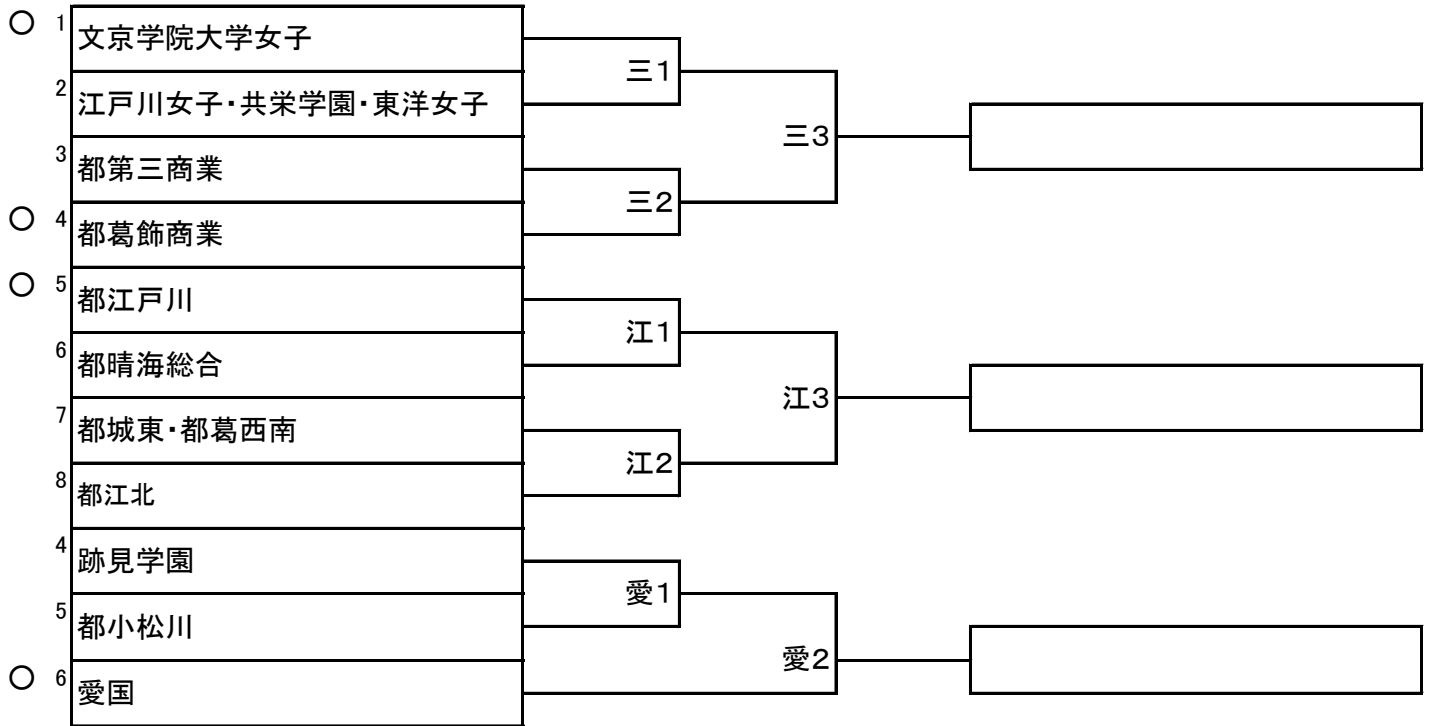 ○ 1 文京学院大学女子
三1
2 江戸川女子・共栄学園・東洋女子
三3
3 都第三商業
三2
○ 4 都葛飾商業
○ 5 都江戸川
江1
6 都晴海総合
江3
7 都城東・都葛西南
江2
8 都江北
4 跡見学園
愛1
5 都小松川
愛2
○ 6 愛国